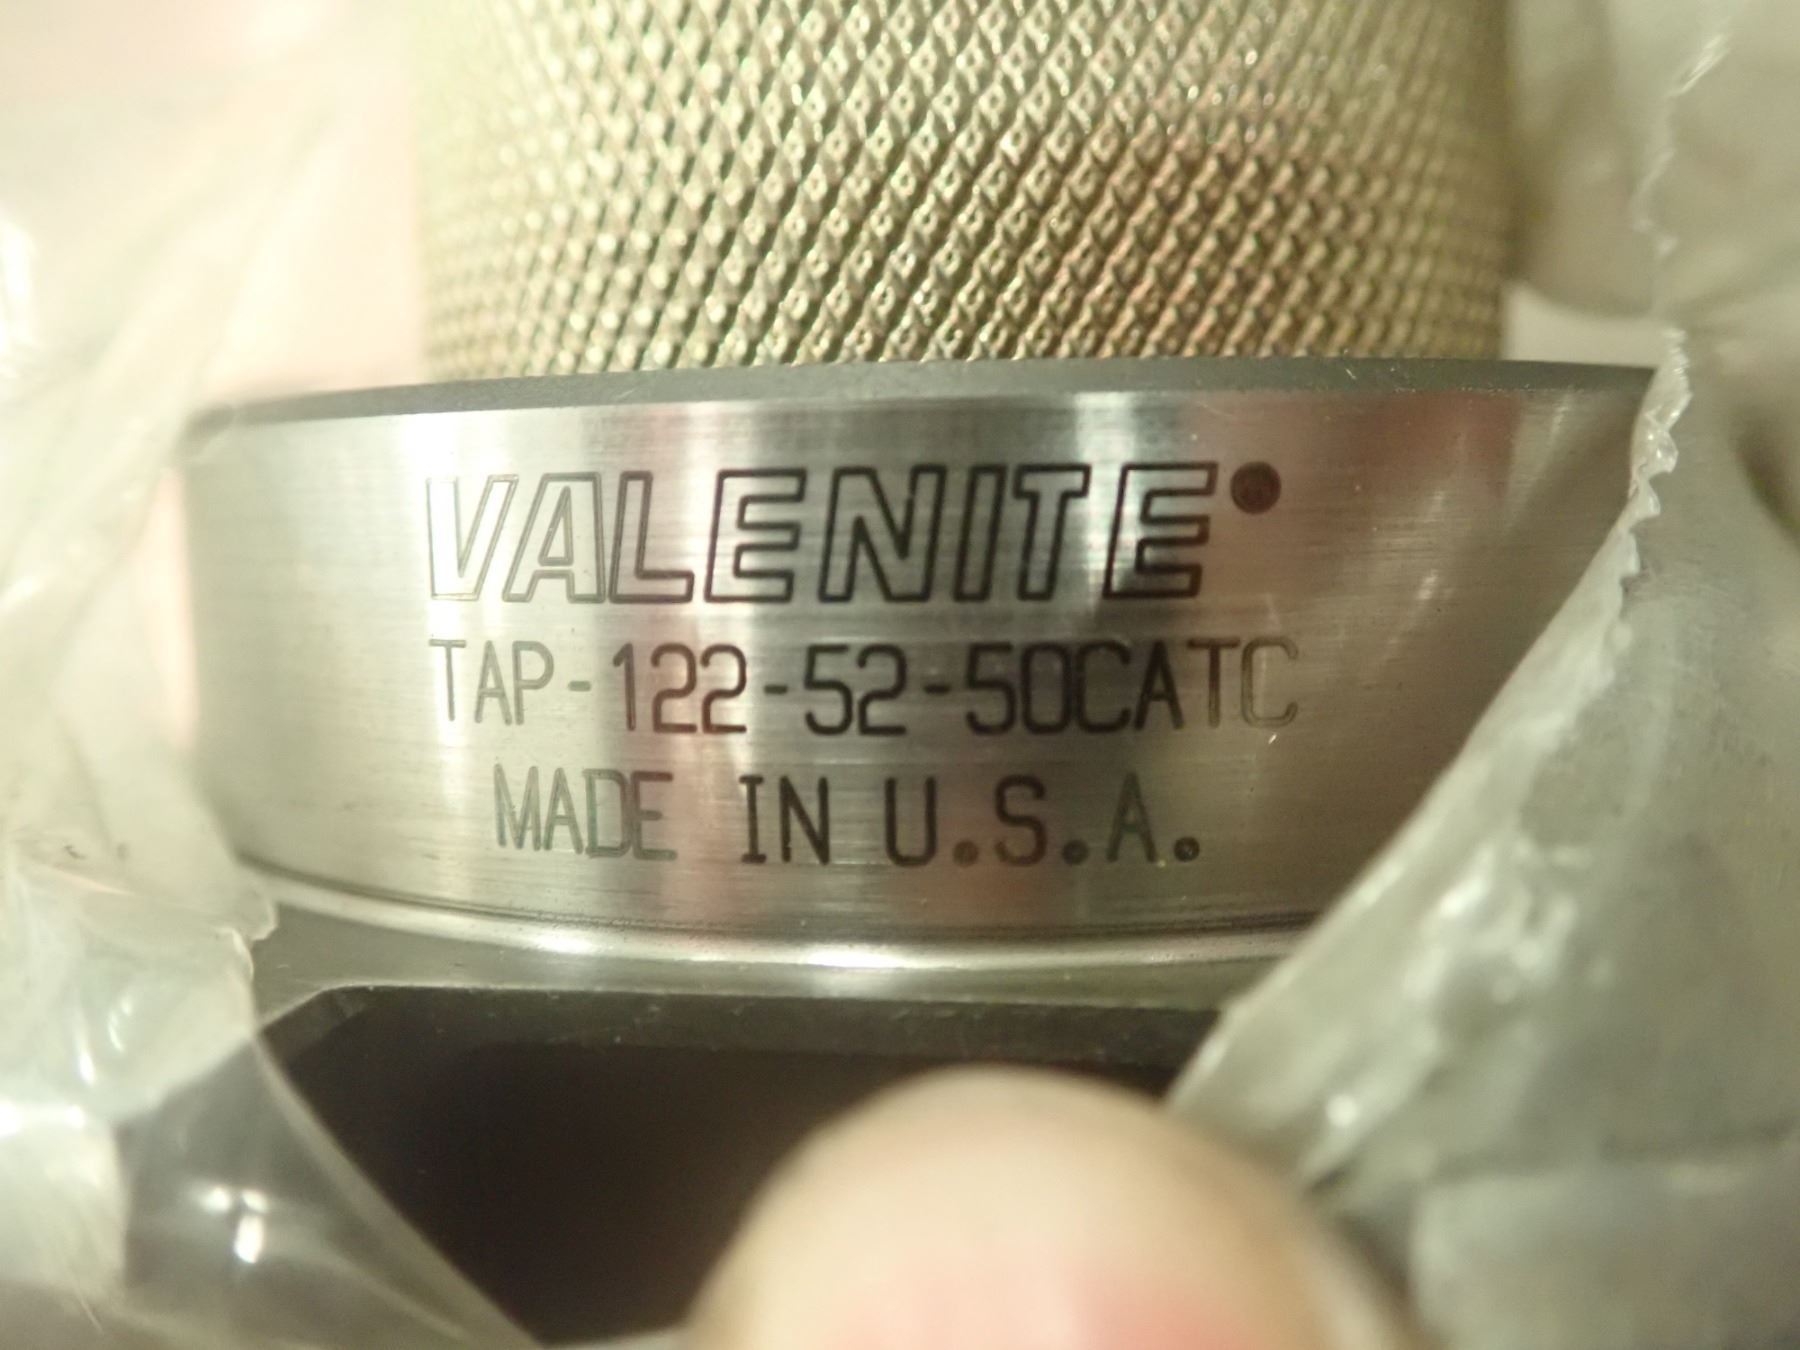 VALENITE
TAP-122-52-50CATC
MADE IN U.S.A.